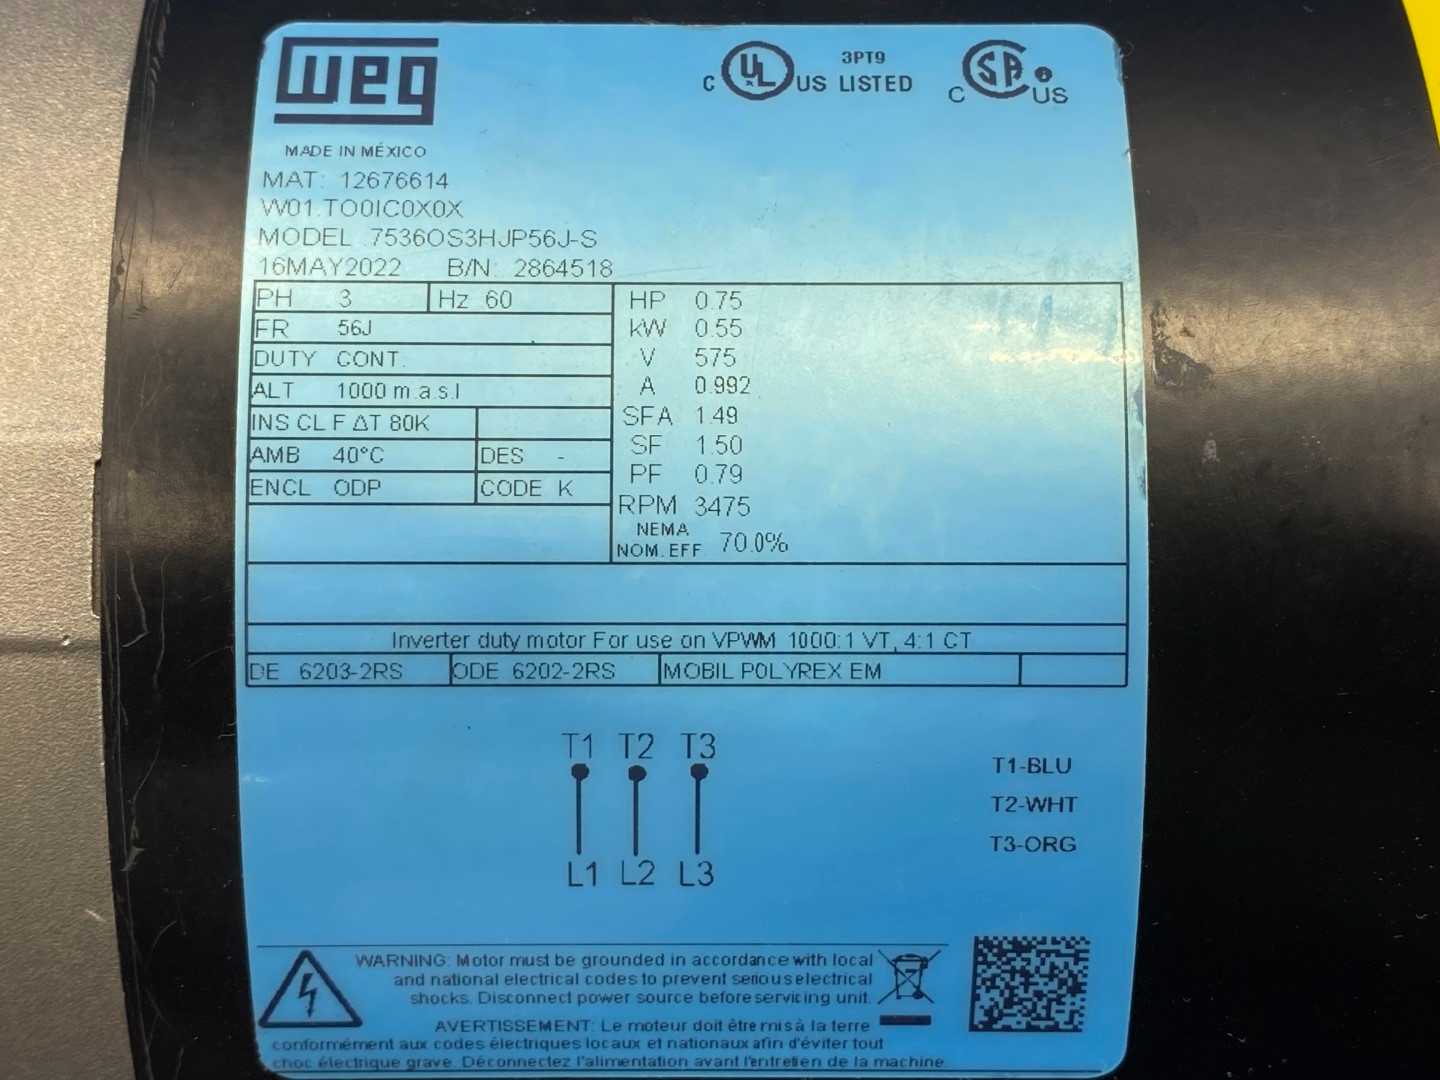 weg
C UL US LISTED 3PT9
C SA US
MADE IN MÉXICO
MAT: 12676614
W01.TO0IC0X0X
MODEL 7536OS3HJP56J-S
16MAY2022 B/N: 2864518
PH 3 Hz 60
FR 56J
DUTY CONT.
ALT 1000 m.a.s.l
INS CL F ΔT 80K
AMB 40°C DES -
ENCL ODP CODE K
HP 0.75
kW 0.55
V 575
A 0.992
SFA 1.49
SF 1.50
PF 0.79
RPM 3475
NEMA
NOM. EFF 70.0%
Inverter duty motor For use on VPWM 1000:1 VT, 4:1 CT
DE 6203-2RS ODE 6202-2RS MOBIL POLYREX EM
T1 T2 T3
L1 L2 L3
T1-BLU
T2-WHT
T3-ORG
WARNING: Motor must be grounded in accordance with local
and national electrical codes to prevent serious electrical
shocks. Disconnect power source before servicing unit.
AVERTISSEMENT: Le moteur doit être mis à la terre
conformément aux codes électriques locaux et nationaux afin d'éviter tout
choc électrique grave. Déconnectez l'alimentation avant l'entretien de la machine.